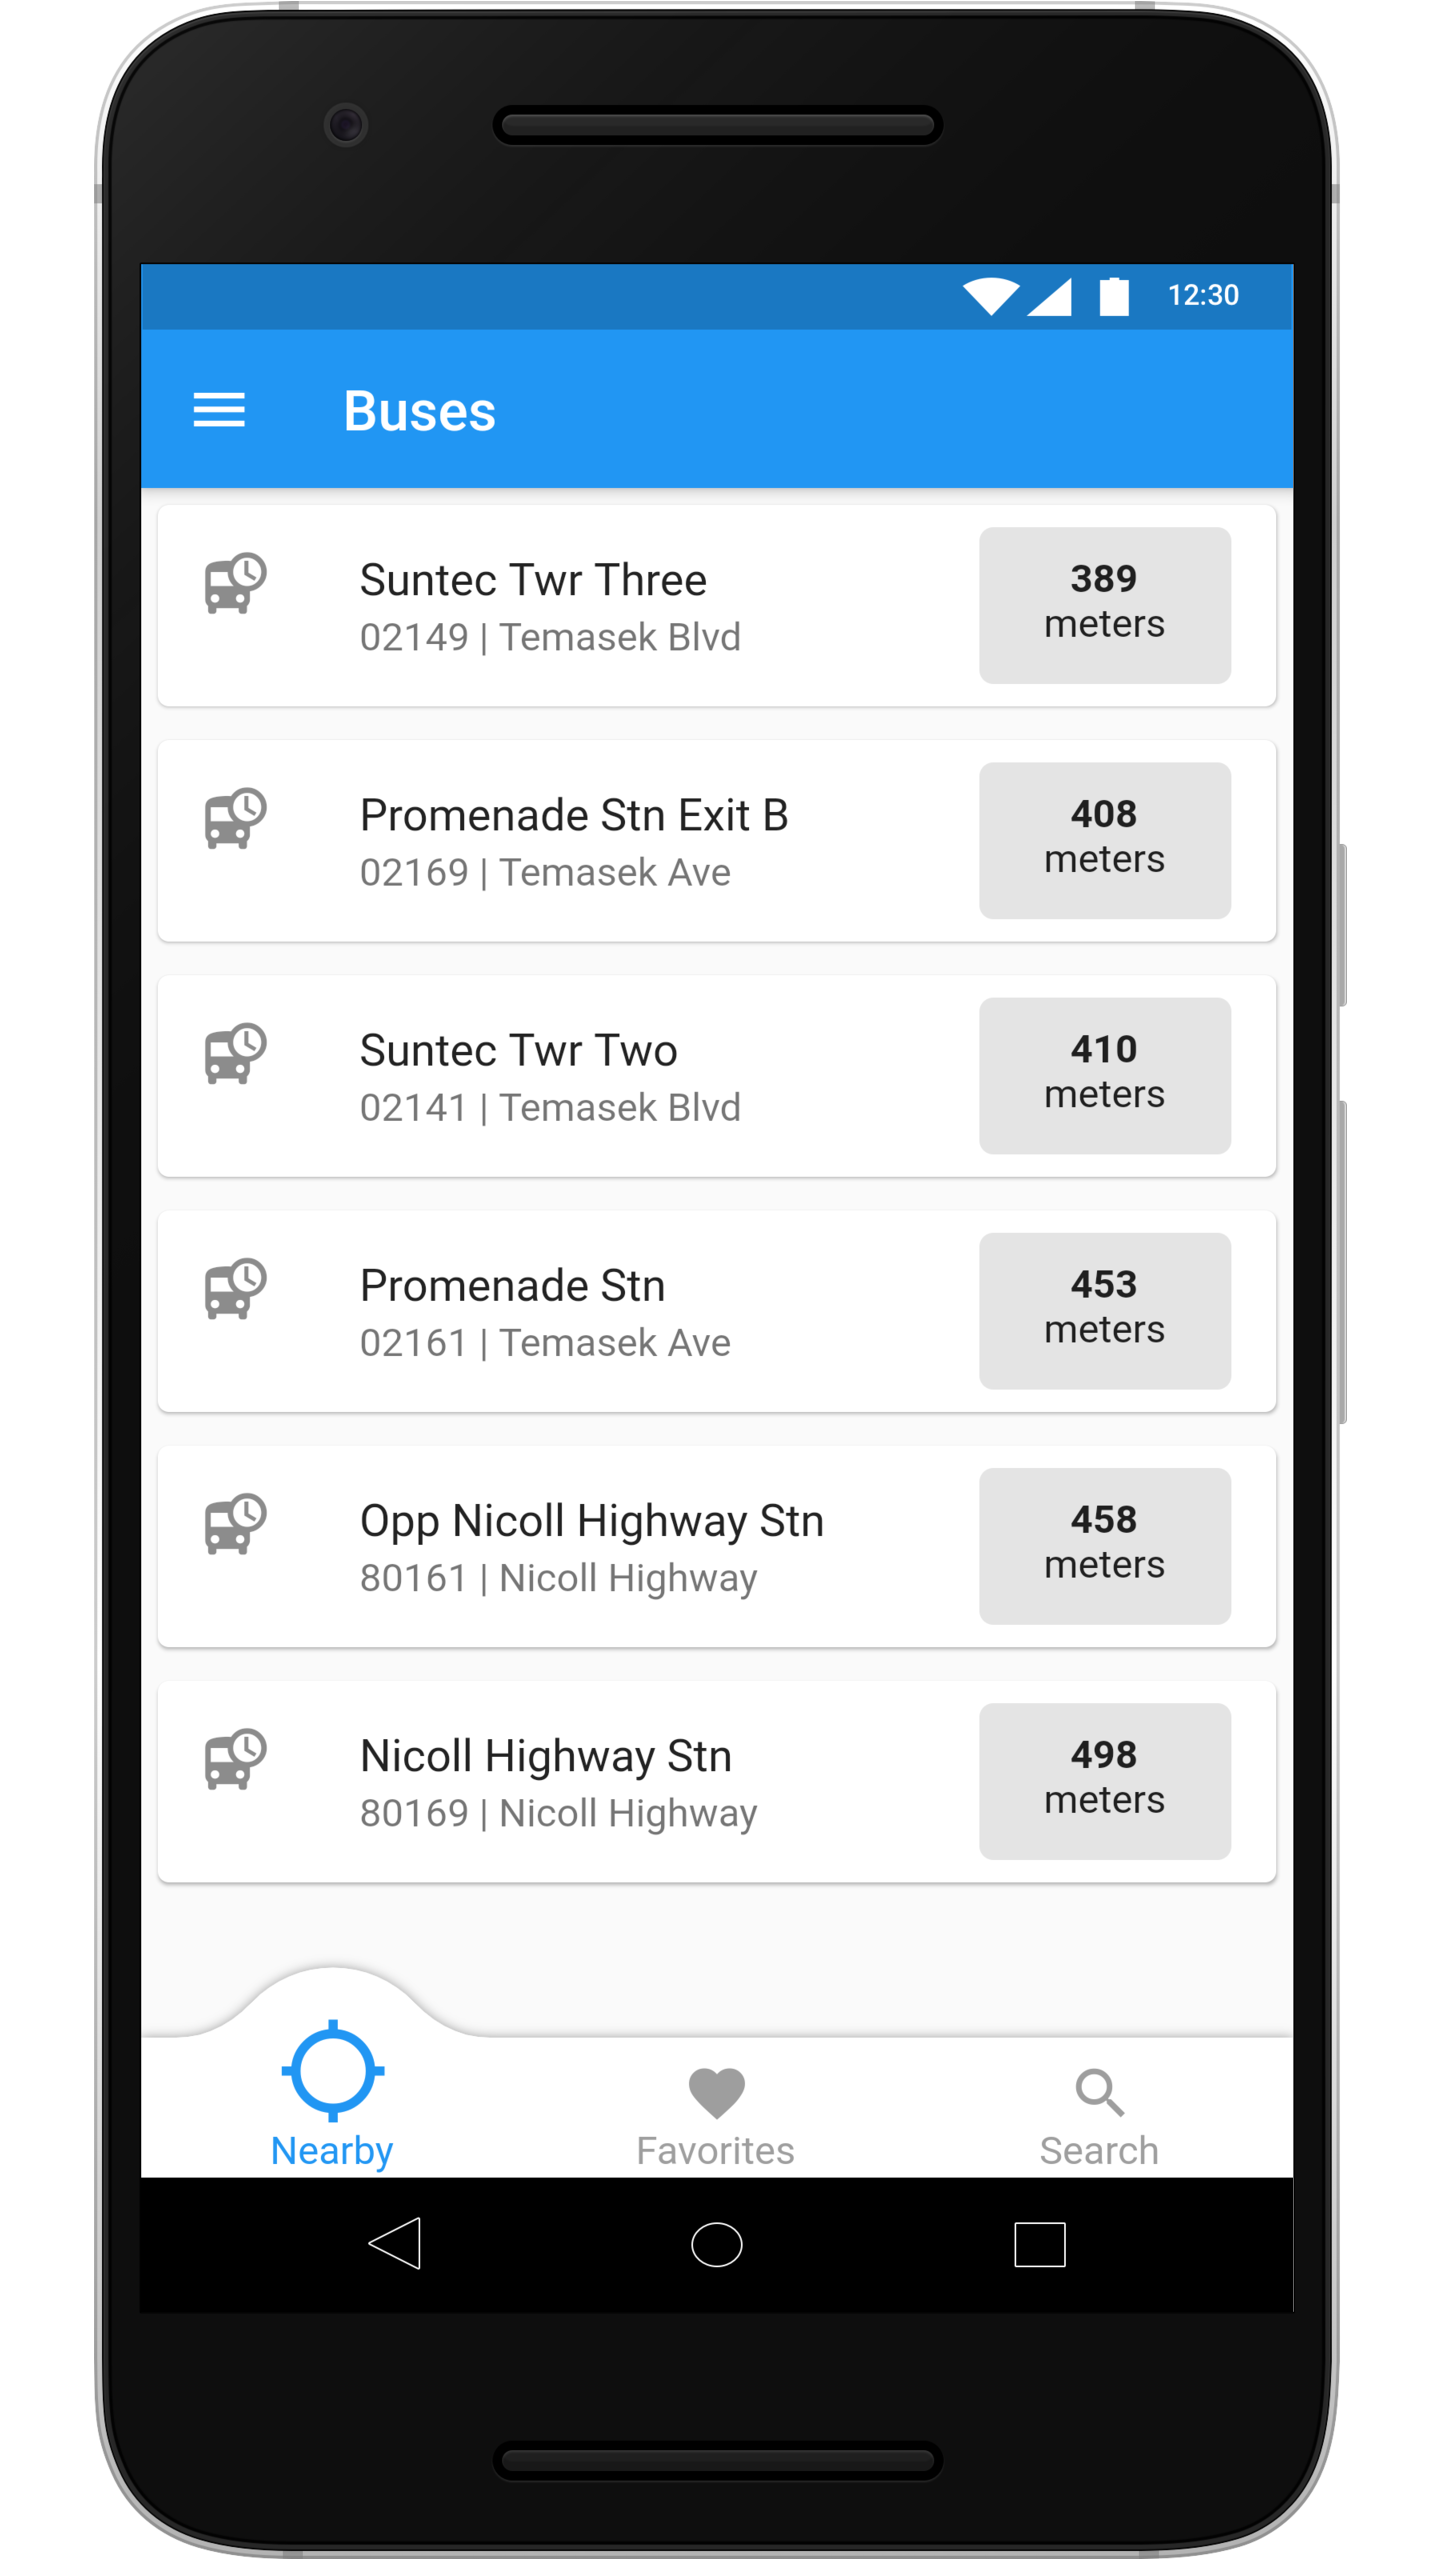 12:30
Buses
Suntec Twr Three
02149 | Temasek Blvd
389
meters
Promenade Stn Exit B
02169 | Temasek Ave
408
meters
Suntec Twr Two
02141 | Temasek Blvd
410
meters
Promenade Stn
02161 | Temasek Ave
453
meters
Opp Nicoll Highway Stn
80161 | Nicoll Highway
458
meters
Nicoll Highway Stn
80169 | Nicoll Highway
498
meters
Nearby
Favorites
Search